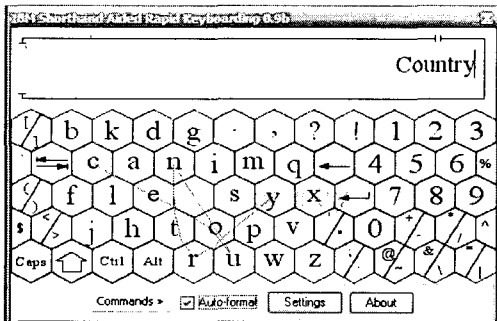 IBM Shorthand Aided Rapid Keyboarding 0.9b
Country
[ ] b k d g . , ? ! 1 2 3
c a n i m q 4 5 6 %
( ) f l e s y x 7 8 9
$ < > j h t o p v ' " 0 + - * /
Caps Ctrl Alt r u w z : ; @ ~ & \ |
Commands Auto-format Settings About